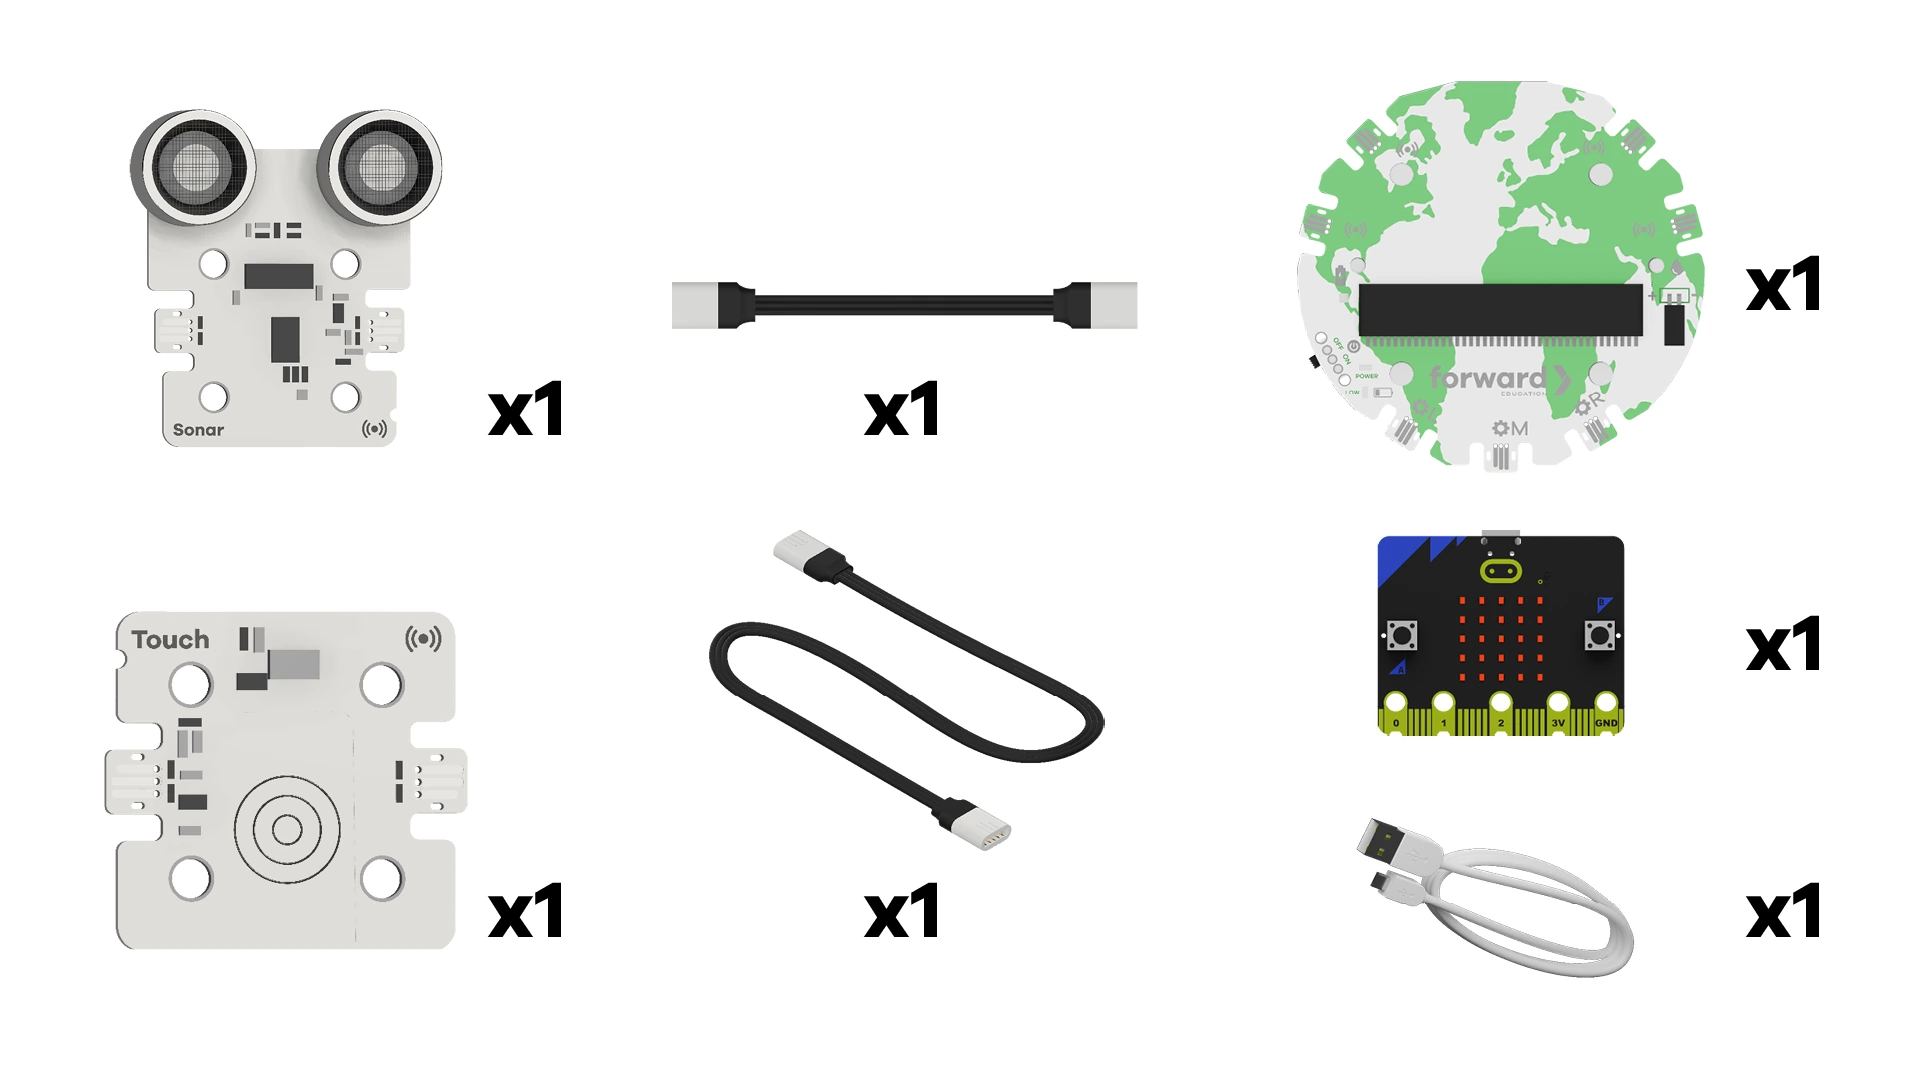 Sonar
x1
x1
OFF
ON
POWER
LOW
forward
EDUCATION
M
R
+
-
x1
Touch
x1
x1
B
A
0
1
2
3V
GND
x1
x1